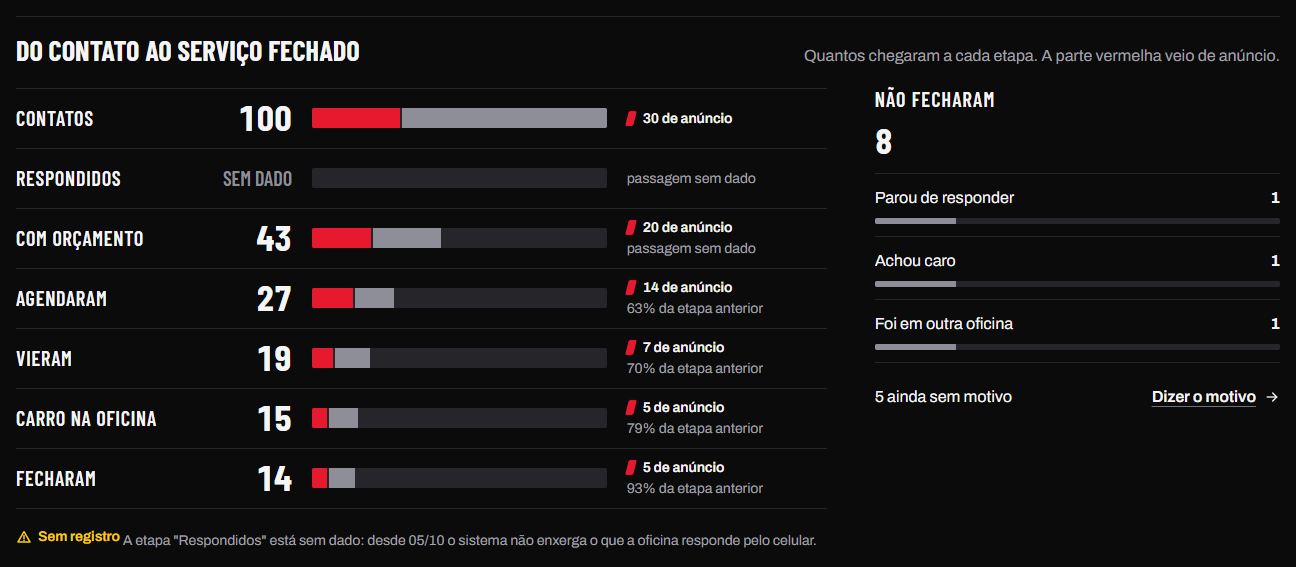 DO CONTATO AO SERVIÇO FECHADO
Quantos chegaram a cada etapa. A parte vermelha veio de anúncio.
CONTATOS 100 30 de anúncio
RESPONDIDOS SEM DADO passagem sem dado
COM ORÇAMENTO 43 20 de anúncio
passagem sem dado
AGENDARAM 27 14 de anúncio
63% da etapa anterior
VIERAM 19 7 de anúncio
70% da etapa anterior
CARRO NA OFICINA 15 5 de anúncio
79% da etapa anterior
FECHARAM 14 5 de anúncio
93% da etapa anterior
Sem registro A etapa "Respondidos" está sem dado: desde 05/10 o sistema não enxerga o que a oficina responde pelo celular.
NÃO FECHARAM
8
Parou de responder 1
Achou caro 1
Foi em outra oficina 1
5 ainda sem motivo Dizer o motivo →